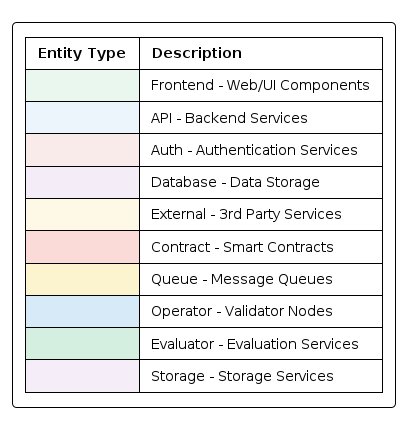 Entity Type Description
Frontend - Web/UI Components
API - Backend Services
Auth - Authentication Services
Database - Data Storage
External - 3rd Party Services
Contract - Smart Contracts
Queue - Message Queues
Operator - Validator Nodes
Evaluator - Evaluation Services
Storage - Storage Services